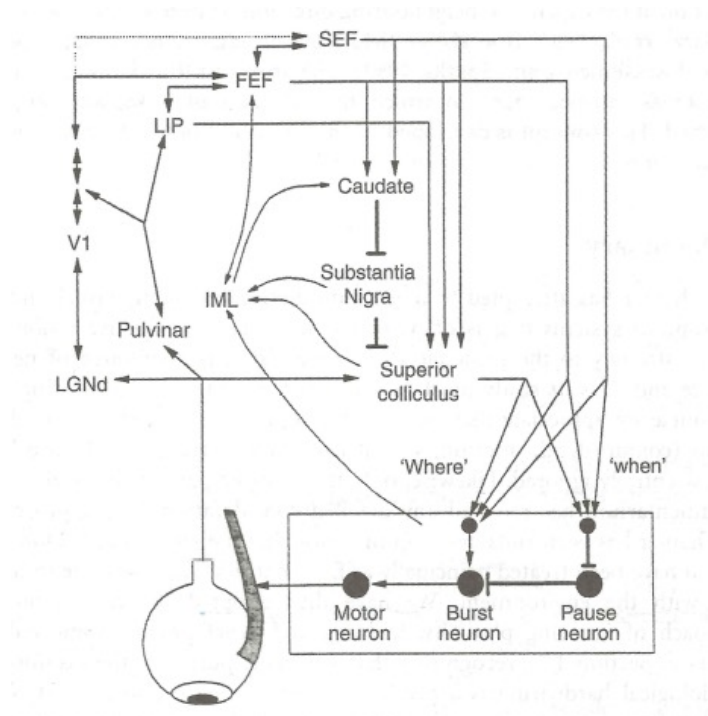 SEF
FEF
LIP
Caudate
V1
Substantia
Nigra
IML
Pulvinar
Superior
colliculus
LGNd
'Where'
'when'
Motor
neuron
Burst
neuron
Pause
neuron